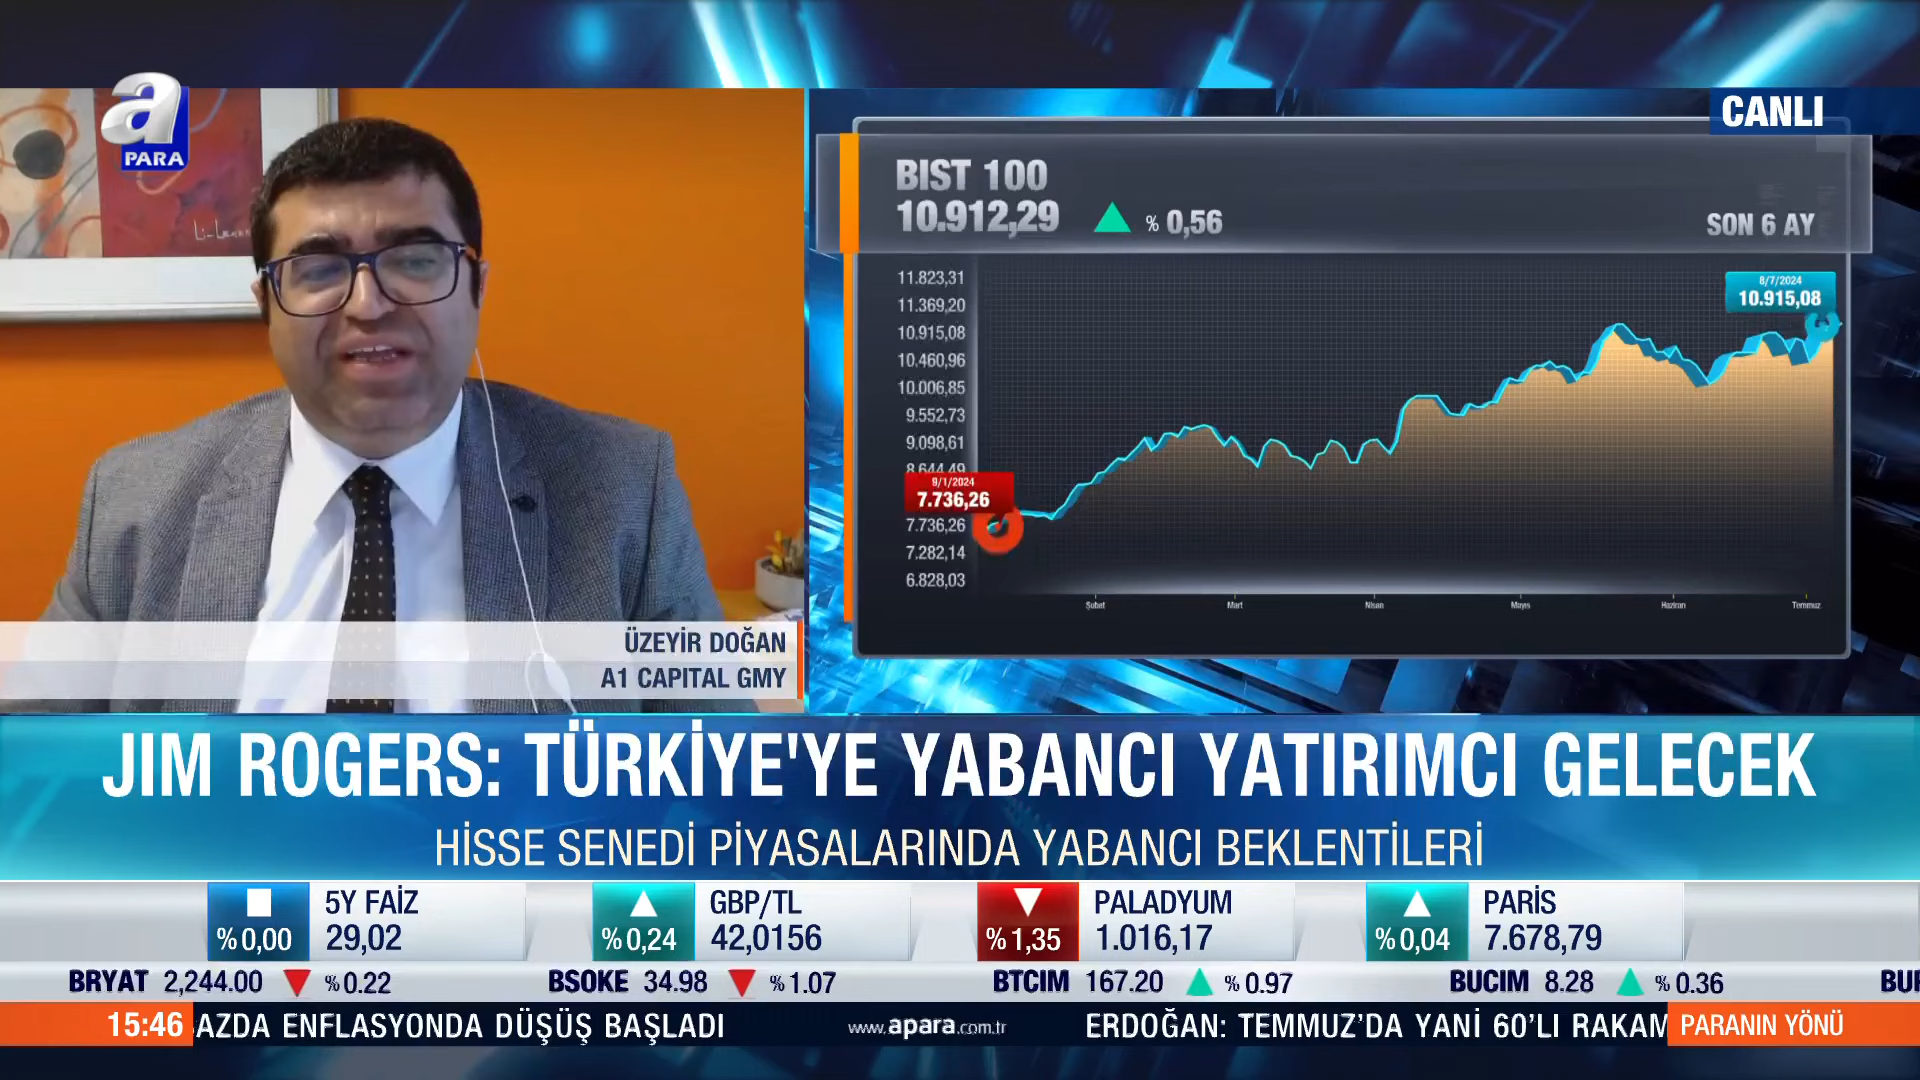 a
PARA
Li-Leno
CANLI
BIST 100
10.912,29 % 0,56
SON 6 AY
11.823,31
11.369,20
10.915,08
10.460,96
10.006,85
9.552,73
9.098,61
8.644,49
7.736,26
7.282,14
6.828,03
9/1/2024
7.736,26
8/7/2024
10.915,08
Şubat Mart Nisan Mayıs Haziran Temmuz
ÜZEYİR DOĞAN
A1 CAPITAL GMY
JIM ROGERS: TÜRKİYE'YE YABANCI YATIRIMCI GELECEK
HİSSE SENEDİ PİYASALARINDA YABANCI BEKLENTİLERİ
%0,00 5Y FAİZ 29,02
%0,24 GBP/TL 42,0156
%1,35 PALADYUM 1.016,17
%0,04 PARİS 7.678,79
BRYAT 2,244.00 %0.22 BSOKE 34.98 %1.07 BTCIM 167.20 %0.97 BUCIM 8.28 %0.36
15:46 AZDA ENFLASYONDA DÜŞÜŞ BAŞLADI www.apara.com.tr ERDOĞAN: TEMMUZ'DA YANİ 60'LI RAKAM PARANIN YÖNÜ